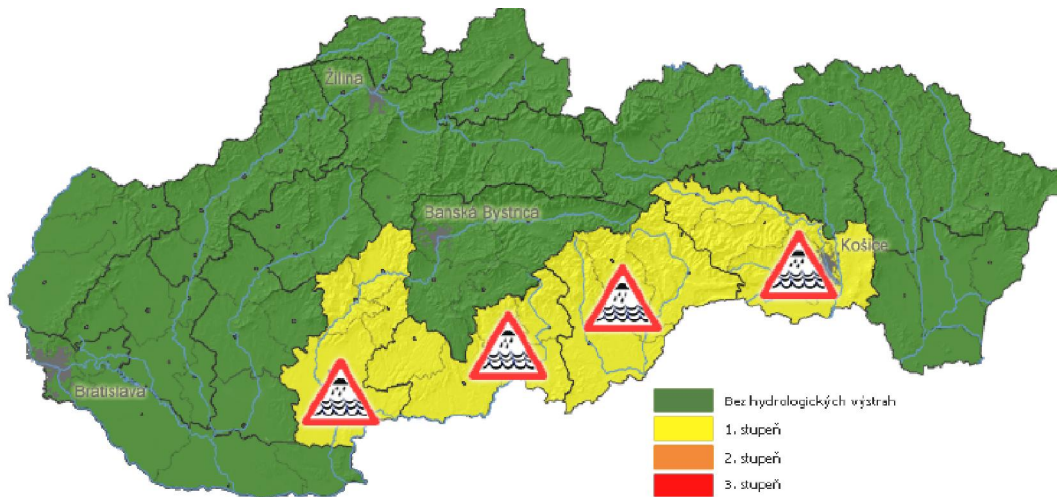 Žilina
Banská Bystrica
Košice
Bratislava
Bez hydrologických výstrah
1. stupeň
2. stupeň
3. stupeň